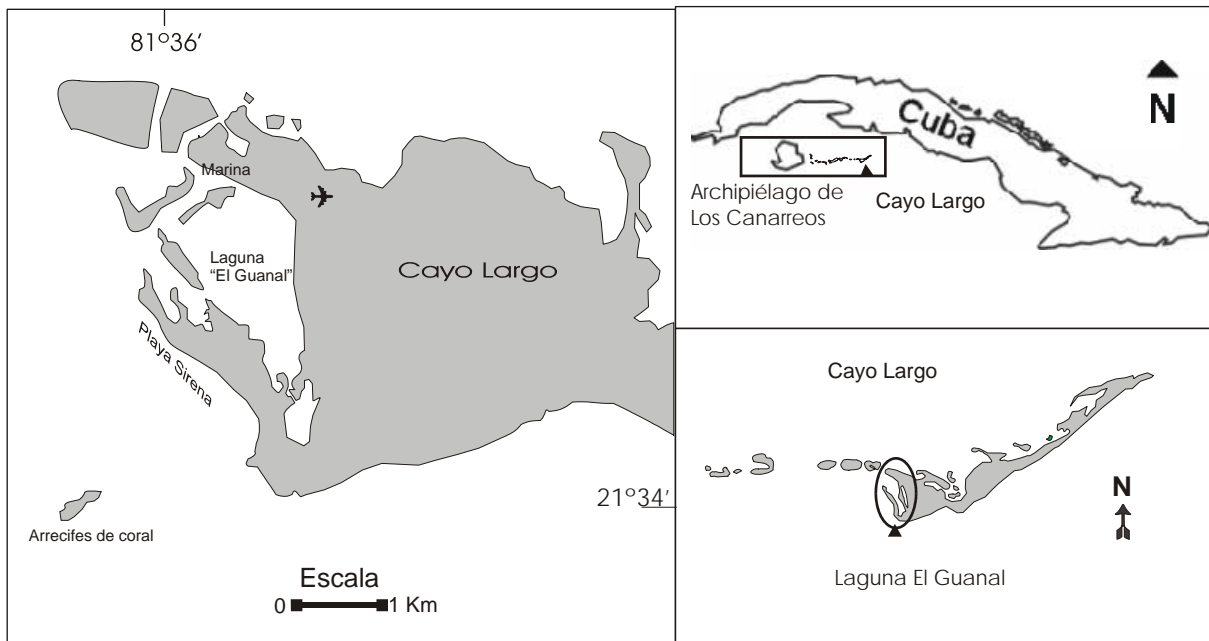 81°36'
Marina
Laguna
“El Guanal”
Cayo Largo
Playa Sirena
21°34'
Arrecifes de coral
Escala
0 1 Km
N
Cuba
Archipiélago de
Los Canarreos
Cayo Largo
Cayo Largo
N
Laguna El Guanal